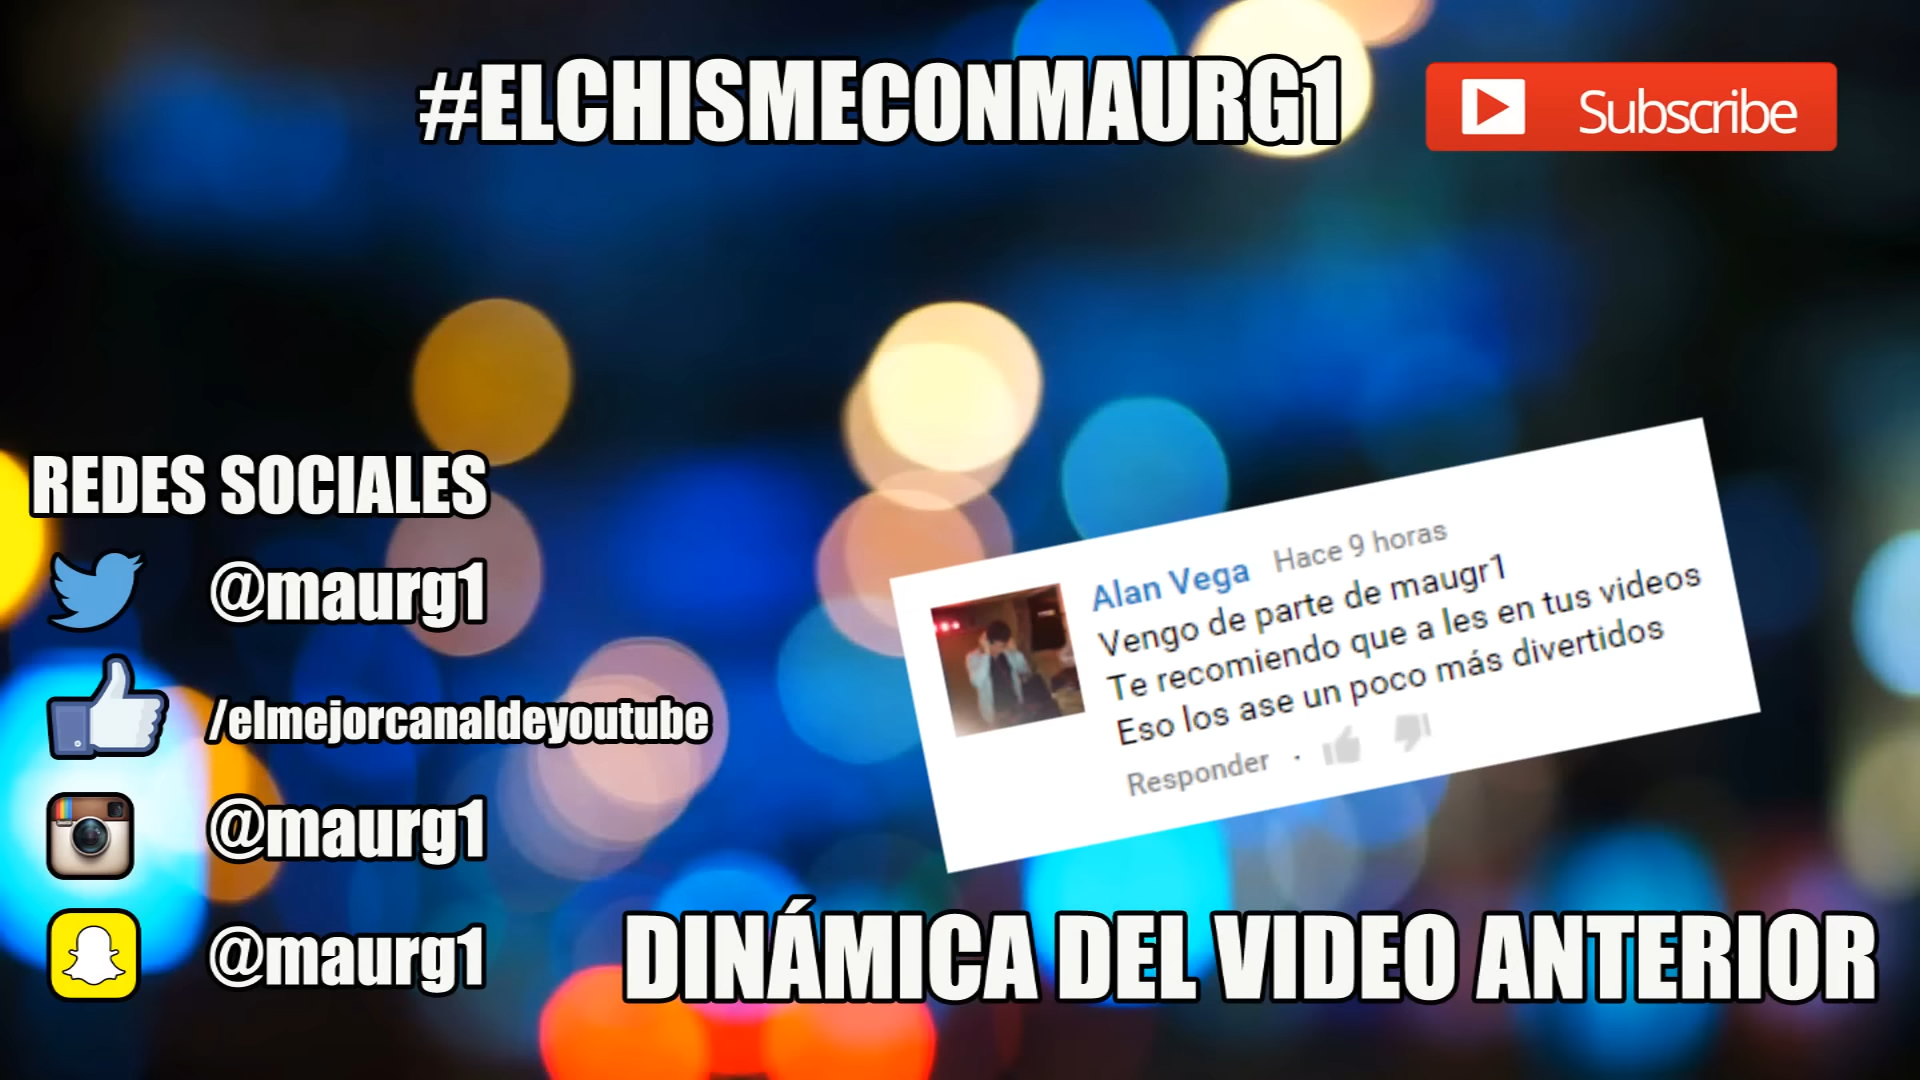 #ELCHISMECONMAURG1
Subscribe
REDES SOCIALES
@maurg1
/elmejorcanaldeyoutube
@maurg1
@maurg1
Alan Vega Hace 9 horas
Vengo de parte de maugr1
Te recomiendo que a les en tus videos
Eso los ase un poco más divertidos
Responder ·
DINÁMICA DEL VIDEO ANTERIOR